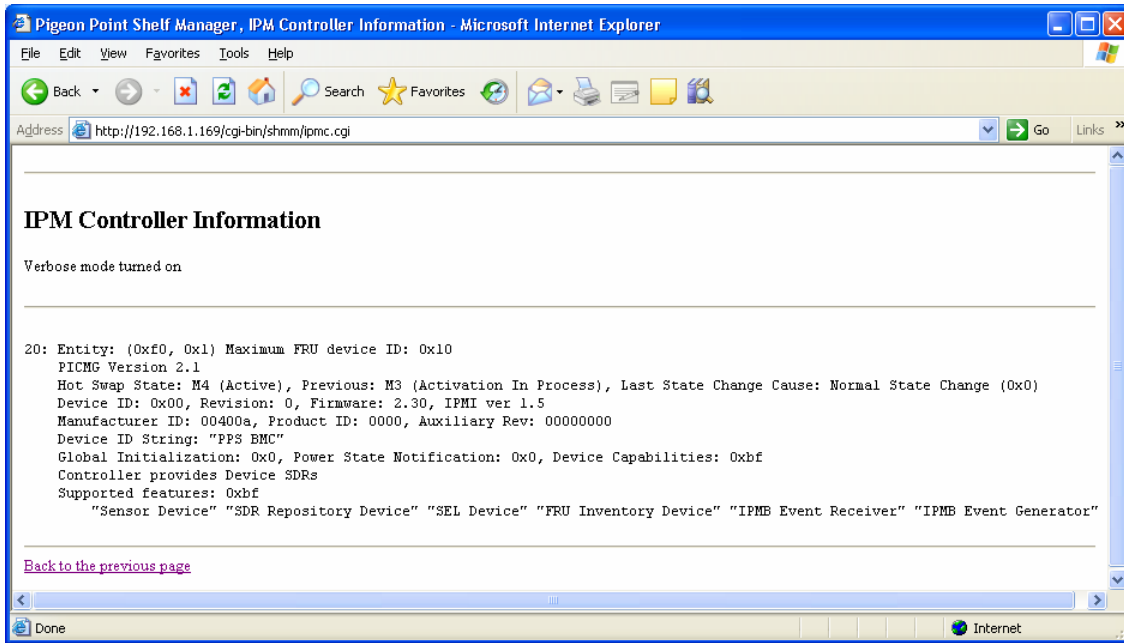 Pigeon Point Shelf Manager, IPM Controller Information - Microsoft Internet Explorer
File Edit View Favorites Tools Help
Back Search Favorites
Address http://192.168.1.169/cgi-bin/shmm/ipmc.cgi Go Links »
IPM Controller Information
Verbose mode turned on
20: Entity: (0xf0, 0x1) Maximum FRU device ID: 0x10
PICMG Version 2.1
Hot Swap State: M4 (Active), Previous: M3 (Activation In Process), Last State Change Cause: Normal State Change (0x0)
Device ID: 0x00, Revision: 0, Firmware: 2.30, IPMI ver 1.5
Manufacturer ID: 00400a, Product ID: 0000, Auxiliary Rev: 00000000
Device ID String: "PPS BMC"
Global Initialization: 0x0, Power State Notification: 0x0, Device Capabilities: 0xbf
Controller provides Device SDRs
Supported features: 0xbf
"Sensor Device" "SDR Repository Device" "SEL Device" "FRU Inventory Device" "IPMB Event Receiver" "IPMB Event Generator"
Back to the previous page
Done Internet